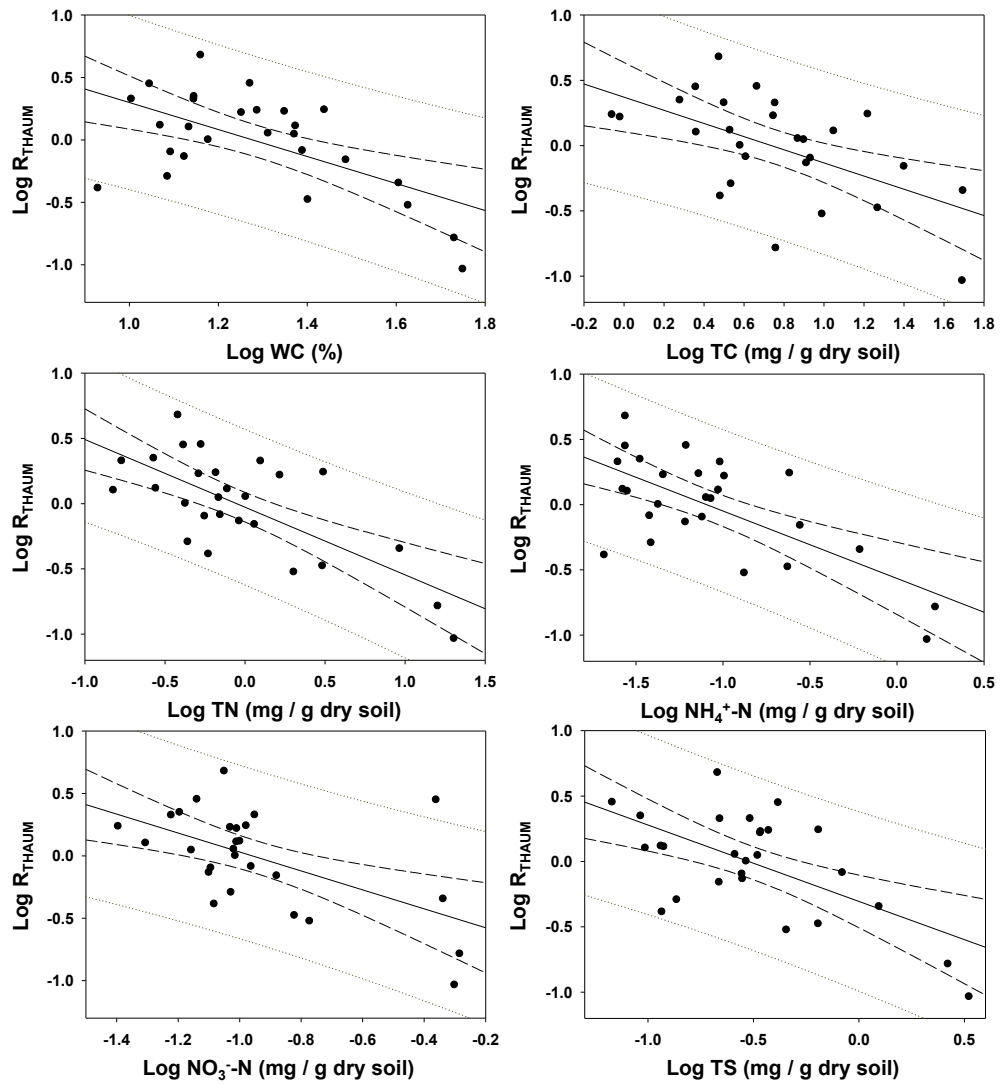 1.0
0.5
0.0
-0.5
-1.0
Log R_THAUM
1.0 1.2 1.4 1.6 1.8
Log WC (%)
1.0
0.5
0.0
-0.5
-1.0
Log R_THAUM
-0.2 0.0 0.2 0.4 0.6 0.8 1.0 1.2 1.4 1.6 1.8
Log TC (mg / g dry soil)
1.0
0.5
0.0
-0.5
-1.0
Log R_THAUM
-1.0 -0.5 0.0 0.5 1.0 1.5
Log TN (mg / g dry soil)
1.0
0.5
0.0
-0.5
-1.0
Log R_THAUM
-1.5 -1.0 -0.5 0.0 0.5
Log NH₄⁺-N (mg / g dry soil)
1.0
0.5
0.0
-0.5
-1.0
Log R_THAUM
-1.4 -1.2 -1.0 -0.8 -0.6 -0.4 -0.2
Log NO₃⁻-N (mg / g dry soil)
1.0
0.5
0.0
-0.5
-1.0
Log R_THAUM
-1.0 -0.5 0.0 0.5
Log TS (mg / g dry soil)